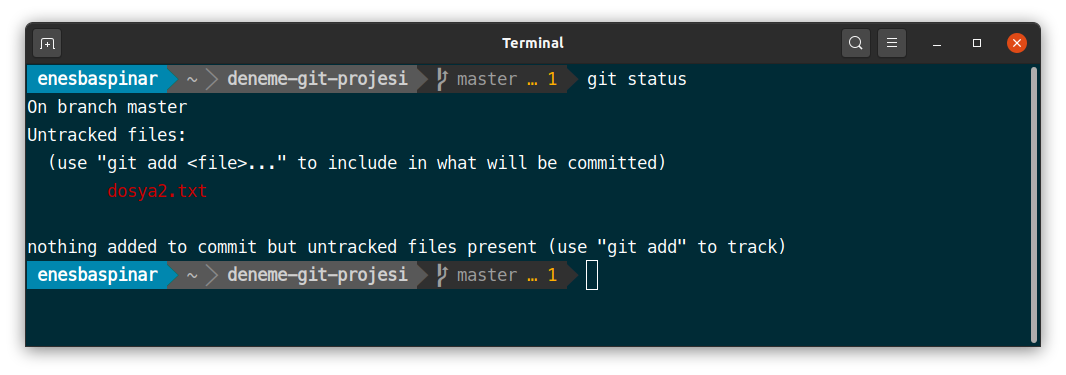 Terminal
enesbaspinar ~ deneme-git-projesi master … 1 git status
On branch master
Untracked files:
  (use "git add <file>..." to include in what will be committed)
        dosya2.txt

nothing added to commit but untracked files present (use "git add" to track)
enesbaspinar ~ deneme-git-projesi master … 1